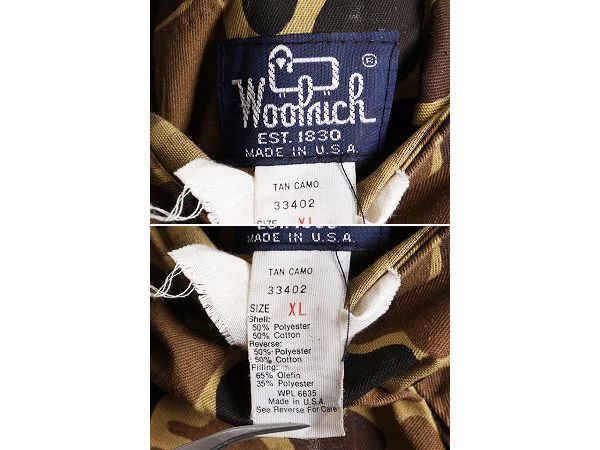 ®
Woolrich
EST. 1830
MADE IN U.S.A.
TAN CAMO
33402
SIZE XL
MADE IN U.S.A.
TAN CAMO
33402
SIZE XL
Shell:
50% Polyester
50% Cotton
Reverse:
50% Polyester
50% Cotton
Filling:
65% Olefin
35% Polyester
WPL 6635
Made in U.S.A.
See Reverse For Care